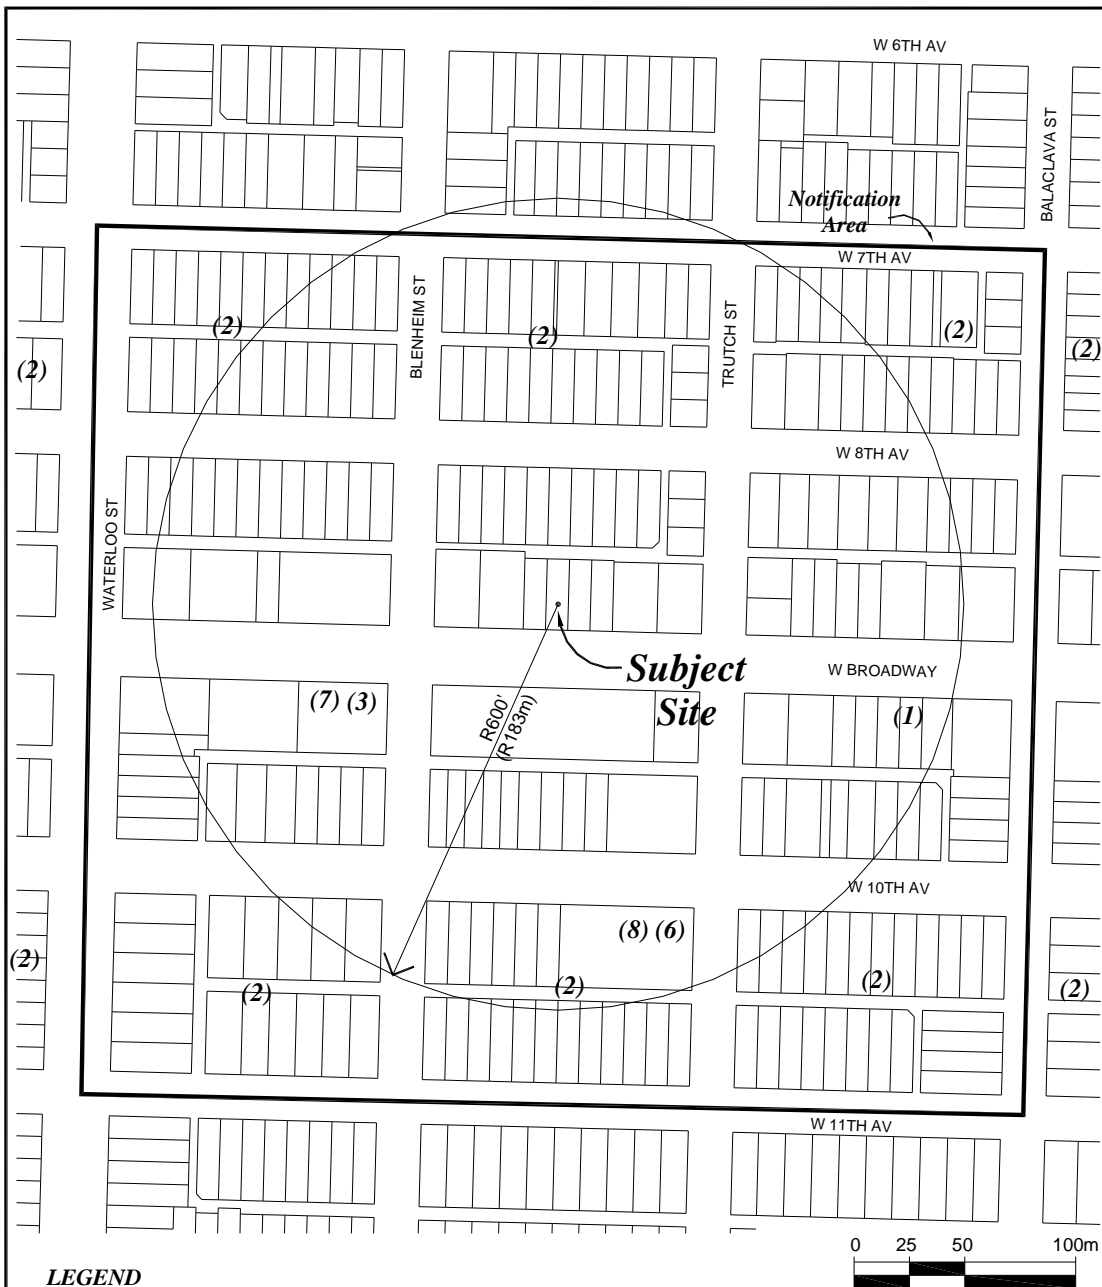 W 6TH AV
BALACLAVA ST
Notification
Area
W 7TH AV
BLENHEIM ST
TRUTCH ST
(2)
(2)
(2)
(2)
(2)
W 8TH AV
WATERLOO ST
Subject
Site
W BROADWAY
(7) (3)
R600'
(R183m)
(1)
W 10TH AV
(8) (6)
(2)
(2)
(2)
(2)
(2)
W 11TH AV
0 25 50 100m
LEGEND